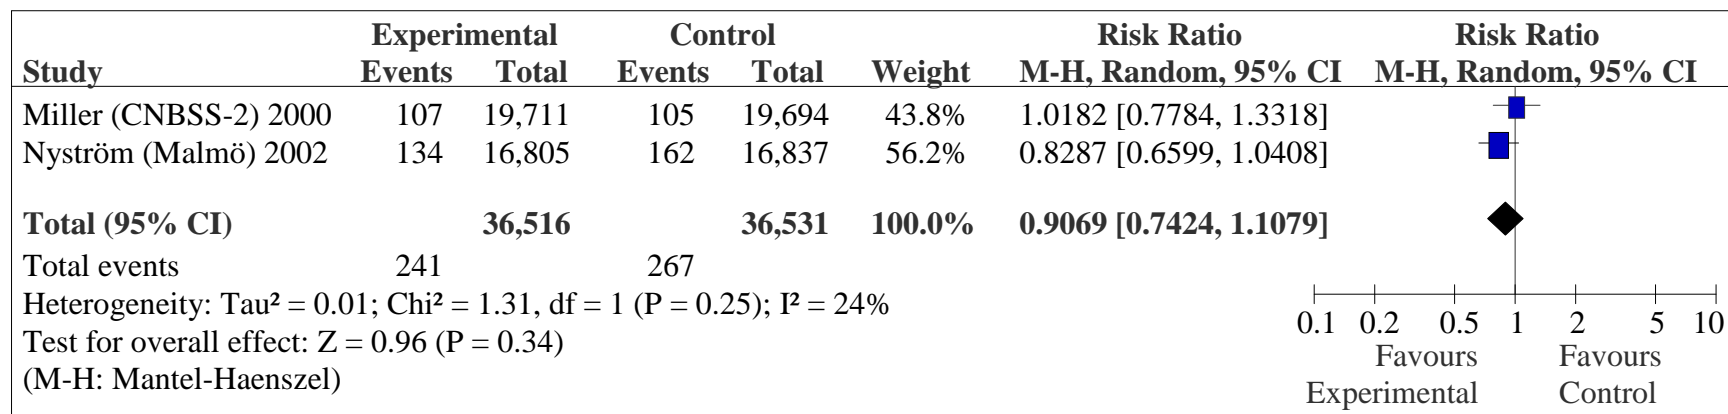 Experimental Control Risk Ratio Risk Ratio
Study Events Total Events Total Weight M-H, Random, 95% CI M-H, Random, 95% CI
Miller (CNBSS-2) 2000 107 19,711 105 19,694 43.8% 1.0182 [0.7784, 1.3318]
Nyström (Malmö) 2002 134 16,805 162 16,837 56.2% 0.8287 [0.6599, 1.0408]
Total (95% CI) 36,516 36,531 100.0% 0.9069 [0.7424, 1.1079]
Total events 241 267
Heterogeneity: Tau² = 0.01; Chi² = 1.31, df = 1 (P = 0.25); I² = 24%
Test for overall effect: Z = 0.96 (P = 0.34)
(M-H: Mantel-Haenszel)
0.1 0.2 0.5 1 2 5 10
Favours Favours
Experimental Control